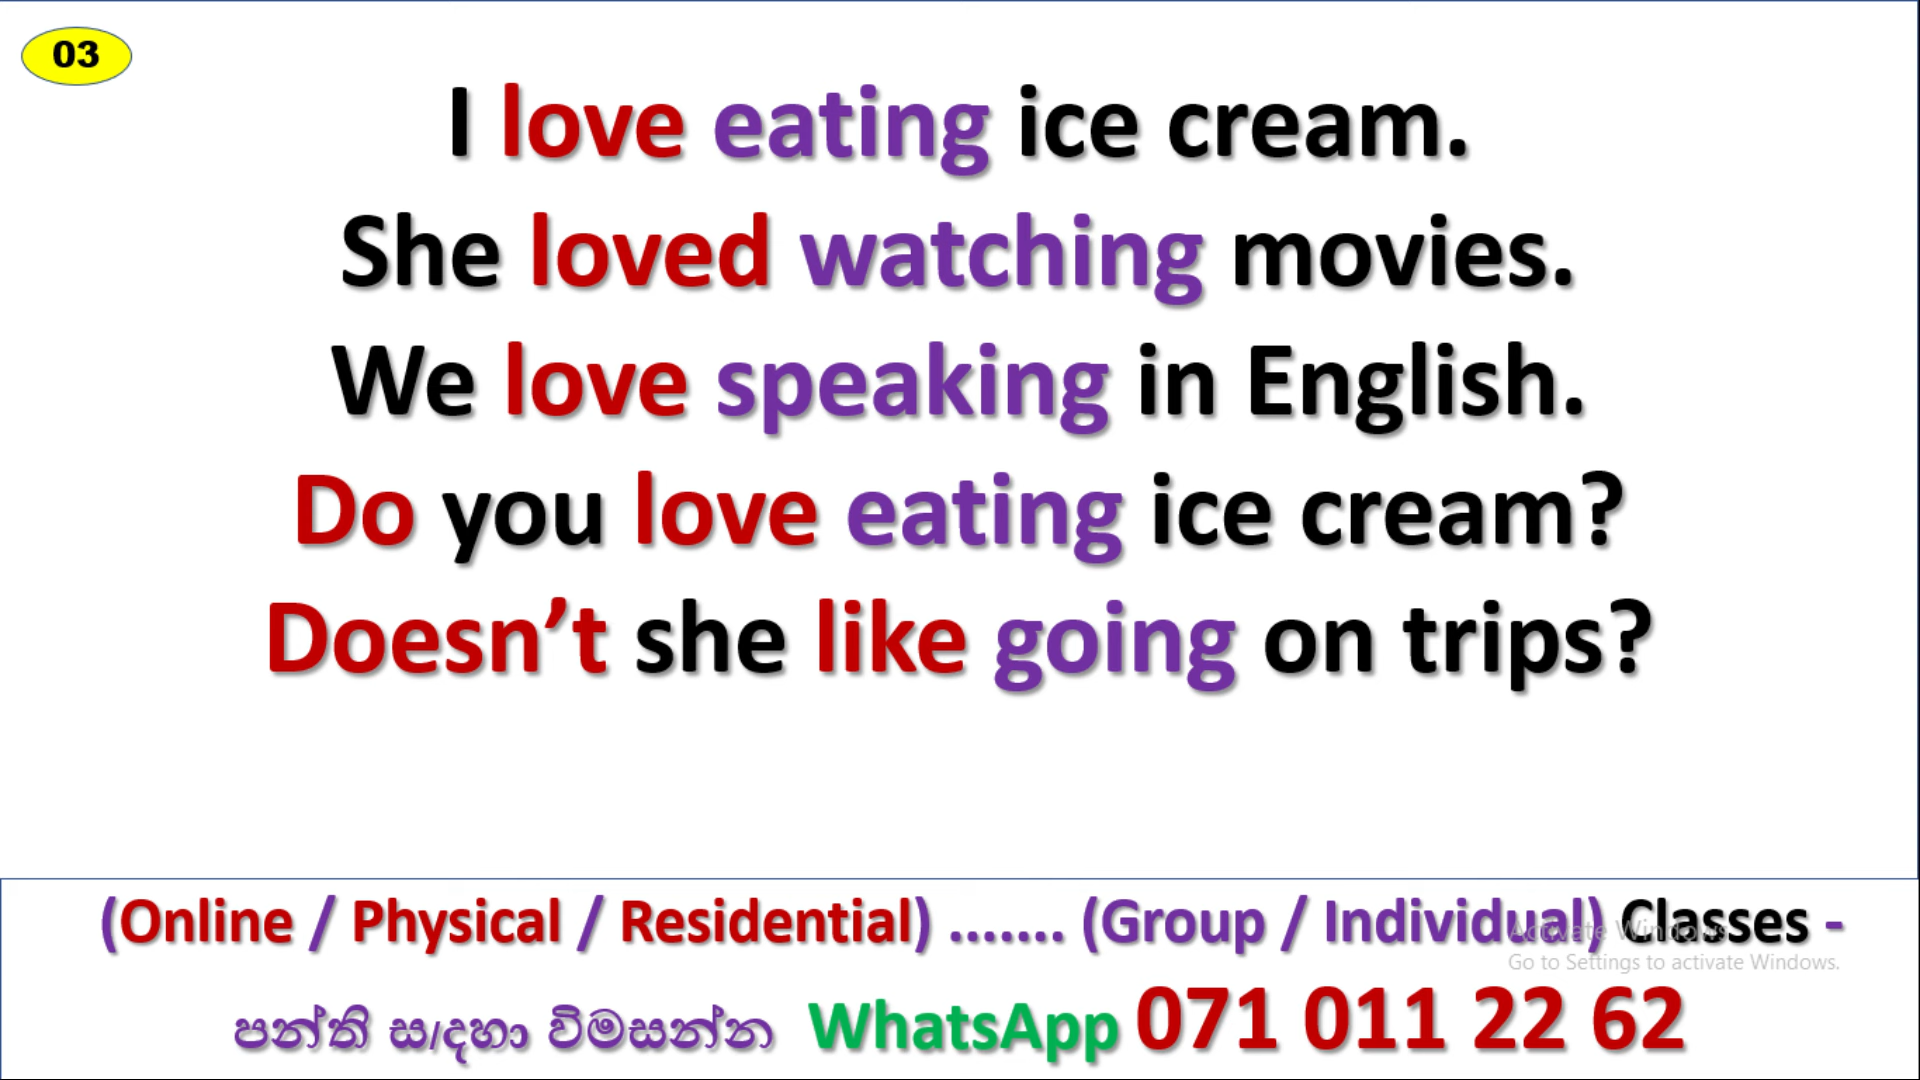 03
I love eating ice cream.
She loved watching movies.
We love speaking in English.
Do you love eating ice cream?
Doesn’t she like going on trips?
(Online / Physical / Residential) ....... (Group / Individual) Classes -
Activate Windows
Go to Settings to activate Windows.
පන්ති ස/දහා විමසන්න WhatsApp 071 011 22 62